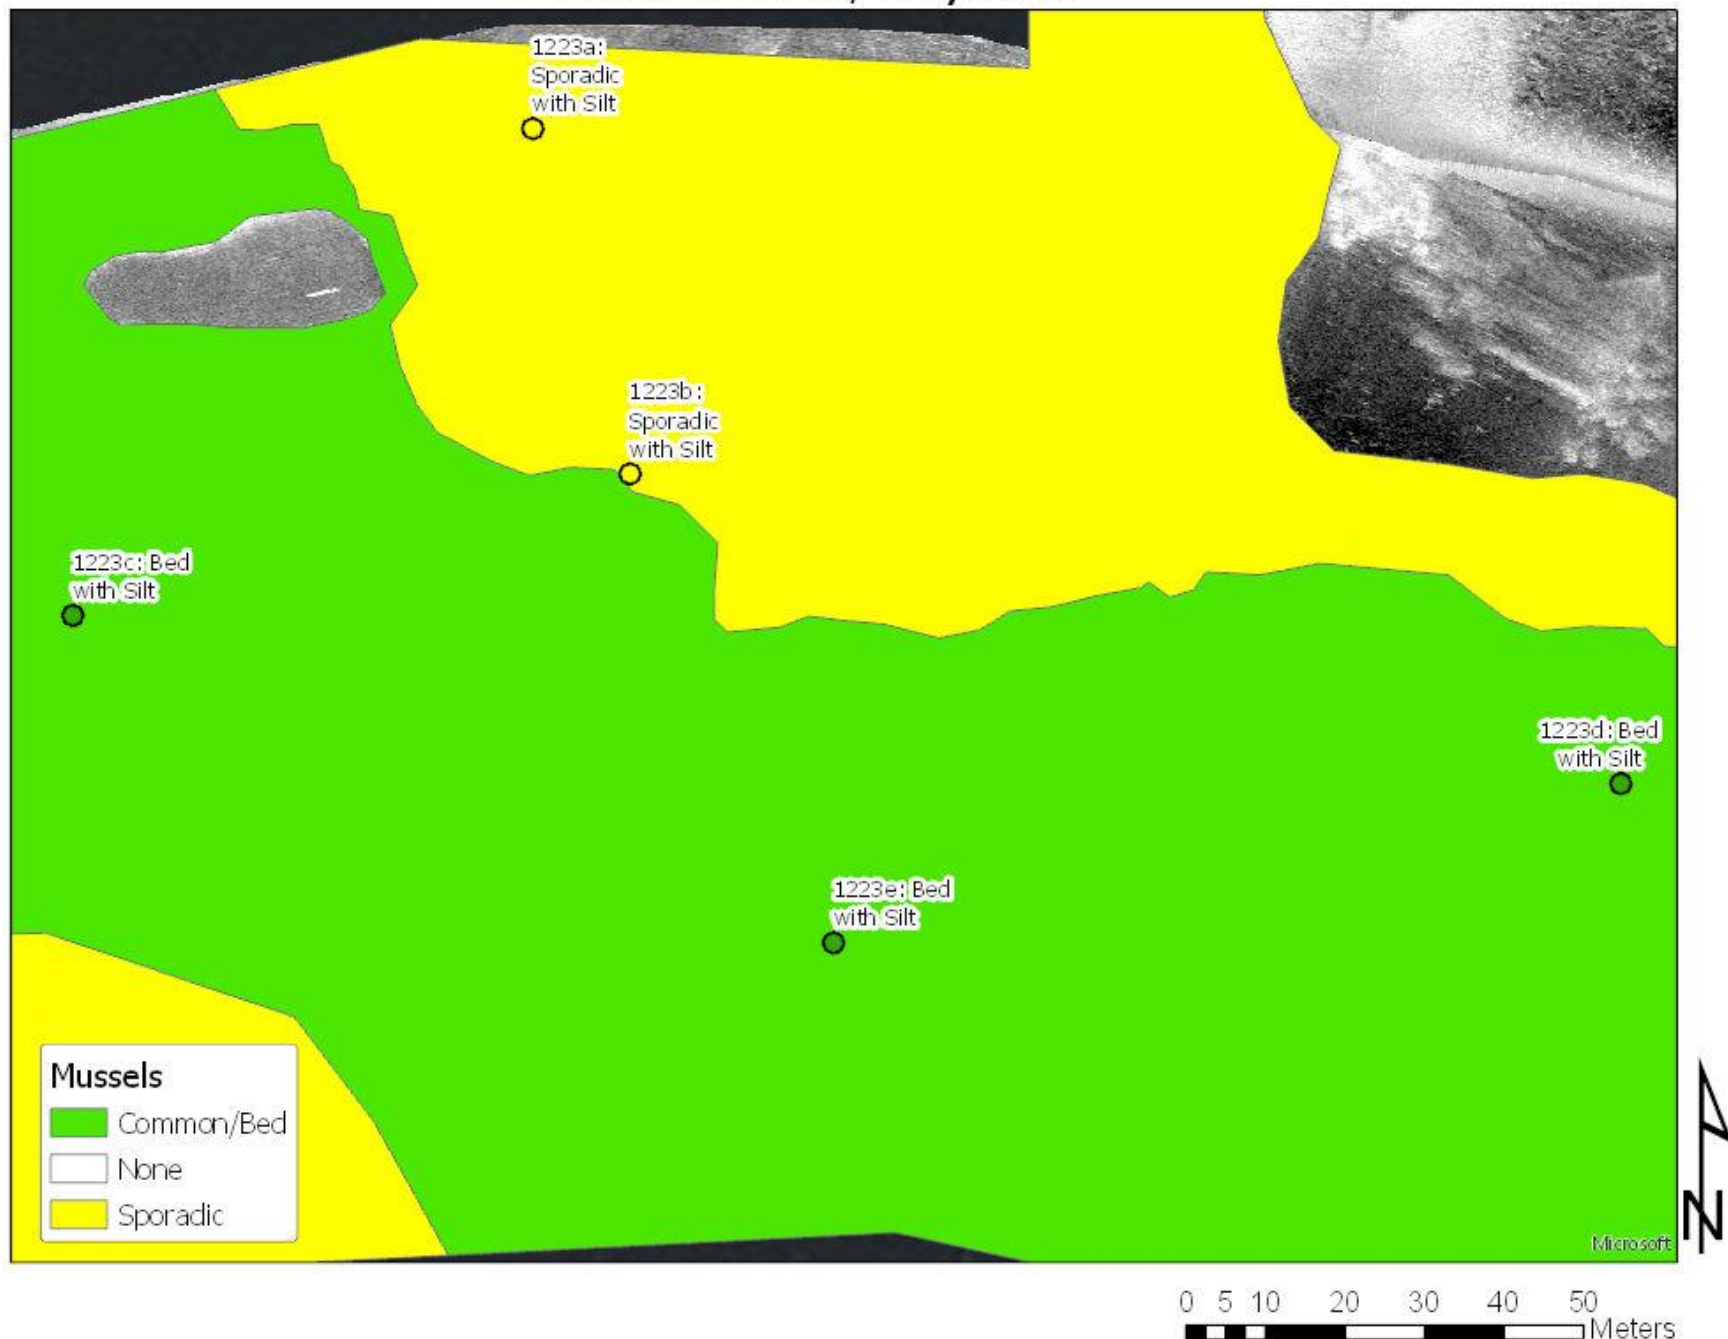 1223a:
Sporadic
with Silt
1223b:
Sporadic
with Silt
1223c: Bed
with Silt
1223d: Bed
with Silt
1223e: Bed
with Silt
Mussels
Common/Bed
None
Sporadic
Microsoft
N
0 5 10 20 30 40 50
Meters